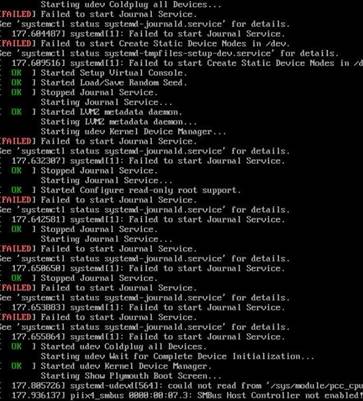 Starting udev Coldplug all Devices...
[FAILED] Failed to start Journal Service.
See 'systemctl status systemd-journald.service' for details.
[ 177.604487] systemd[1]: Failed to start Journal Service.
[FAILED] Failed to start Create Static Device Modes in /dev.
See 'systemctl status systemd-tmpfiles-setup-dev.service' for details.
[ 177.609516] systemd[1]: Failed to start Create Static Device Modes in /d
[ OK ] Started Setup Virtual Console.
[ OK ] Started Load/Save Random Seed.
[ OK ] Stopped Journal Service.
Starting Journal Service...
[ OK ] Started LVM2 metadata daemon.
Starting LVM2 metadata daemon...
Starting udev Kernel Device Manager...
[FAILED] Failed to start Journal Service.
See 'systemctl status systemd-journald.service' for details.
[ 177.632307] systemd[1]: Failed to start Journal Service.
[ OK ] Stopped Journal Service.
Starting Journal Service...
[ OK ] Started Configure read-only root support.
[FAILED] Failed to start Journal Service.
See 'systemctl status systemd-journald.service' for details.
[ 177.642581] systemd[1]: Failed to start Journal Service.
[ OK ] Stopped Journal Service.
Starting Journal Service...
[FAILED] Failed to start Journal Service.
See 'systemctl status systemd-journald.service' for details.
[ 177.650650] systemd[1]: Failed to start Journal Service.
[ OK ] Stopped Journal Service.
[FAILED] Failed to start Journal Service.
See 'systemctl status systemd-journald.service' for details.
[ 177.653883] systemd[1]: Failed to start Journal Service.
[FAILED] Failed to start Journal Service.
See 'systemctl status systemd-journald.service' for details.
[ 177.655864] systemd[1]: Failed to start Journal Service.
[ OK ] Started udev Coldplug all Devices.
Starting udev Wait for Complete Device Initialization...
[ OK ] Started udev Kernel Device Manager.
Starting Show Plymouth Boot Screen...
[ 177.805726] systemd-udevd[564]: could not read from '/sys/module/pcc_cp
[ 177.936137] piix4_smbus 0000:00:07.3: SMBus Host Controller not enabled